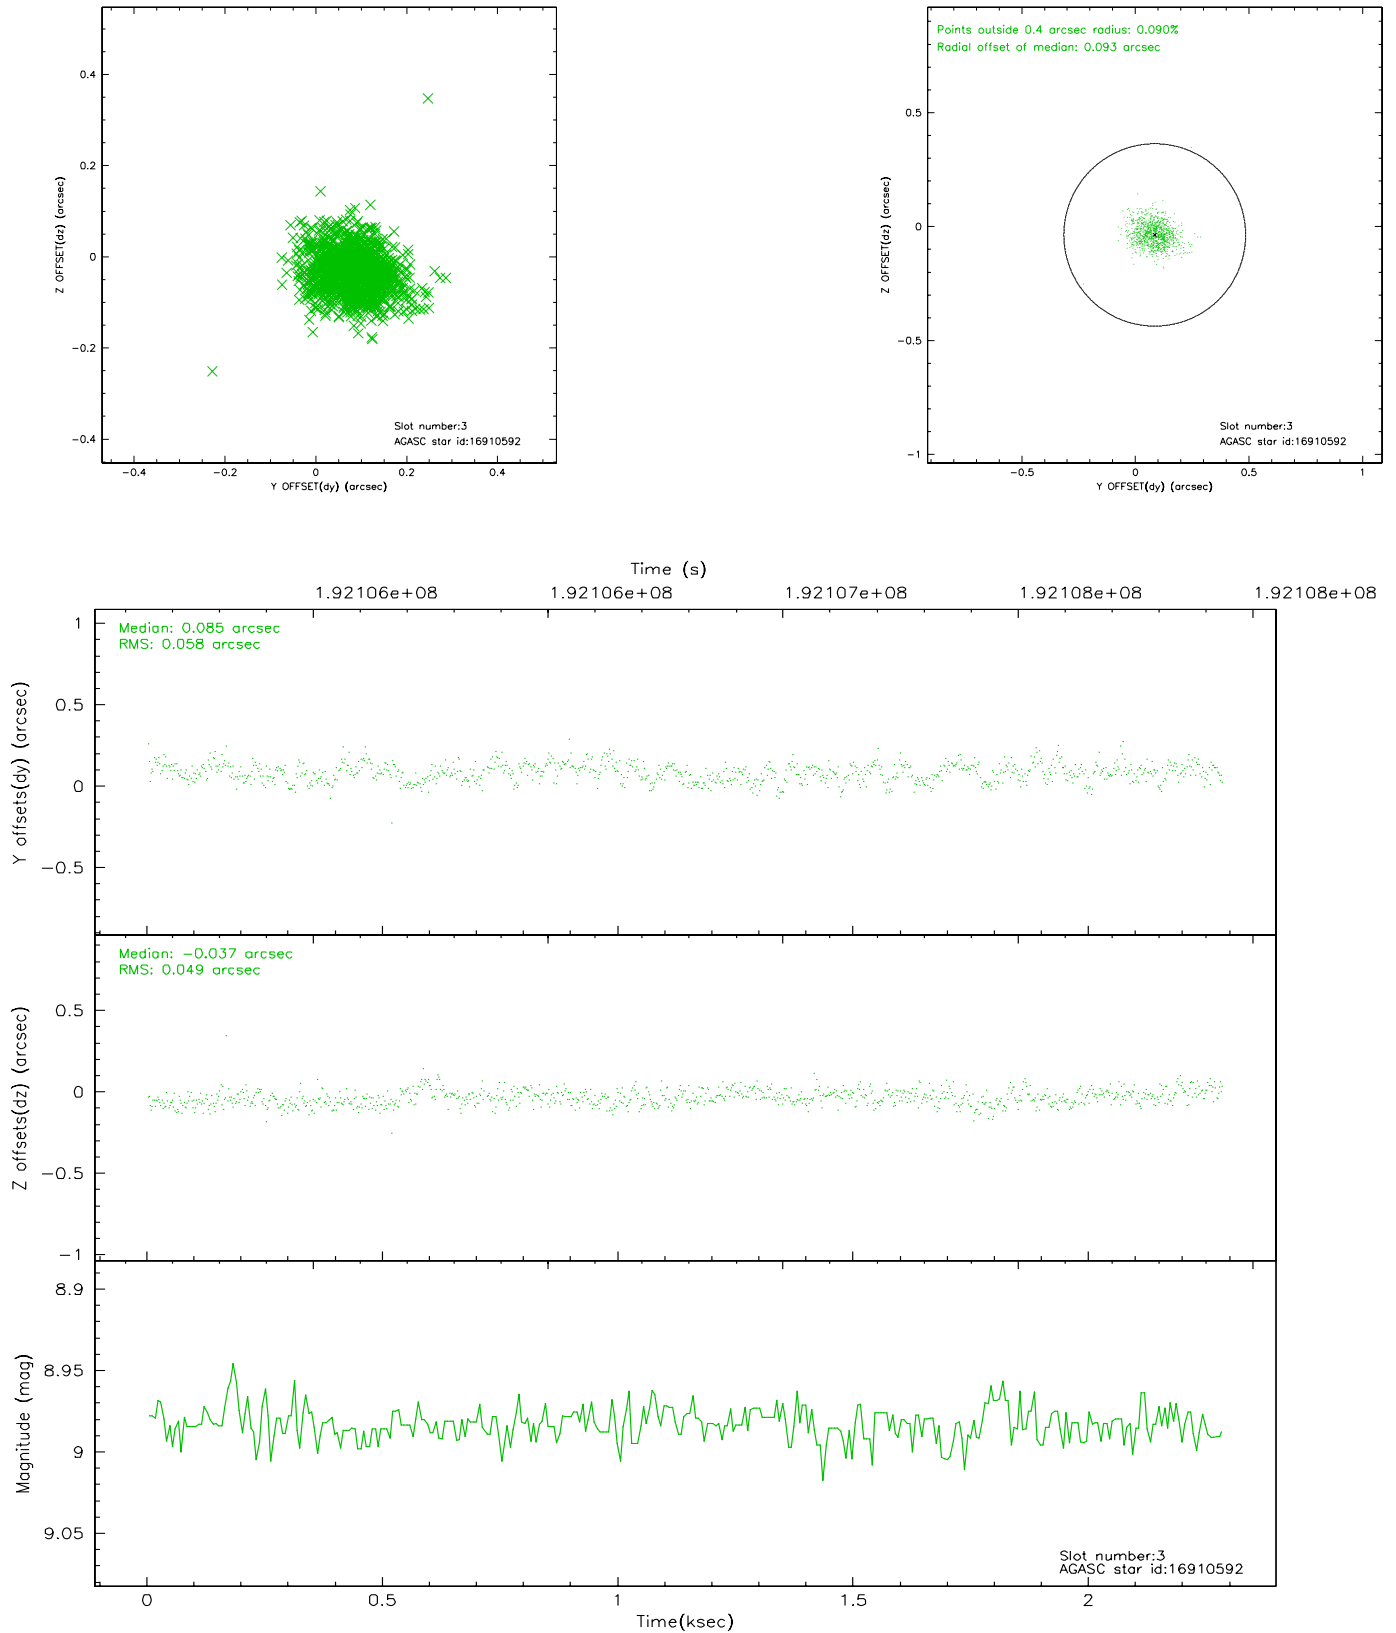 0.4
0.2
0
−0.2
−0.4
Z OFFSET(dz) (arcsec)
Slot number:3
AGASC star id:16910592
−0.4
−0.2
0
0.2
0.4
Y OFFSET(dy) (arcsec)
Points outside 0.4 arcsec radius: 0.090%
Radial offset of median: 0.093 arcsec
0.5
0
−0.5
−1
Z OFFSET(dz) (arcsec)
Slot number:3
AGASC star id:16910592
−0.5
0
0.5
1
Y OFFSET(dy) (arcsec)
Time (s)
1.92106e+08
1.92106e+08
1.92107e+08
1.92108e+08
1.92108e+08
Median: 0.085 arcsec
RMS: 0.058 arcsec
1
0.5
0
−0.5
Y offsets(dy) (arcsec)
Median: −0.037 arcsec
RMS: 0.049 arcsec
0.5
0
−0.5
−1
Z offsets(dz) (arcsec)
8.9
8.95
9
9.05
Magnitude (mag)
Slot number:3
AGASC star id:16910592
0
0.5
1
1.5
2
Time(ksec)